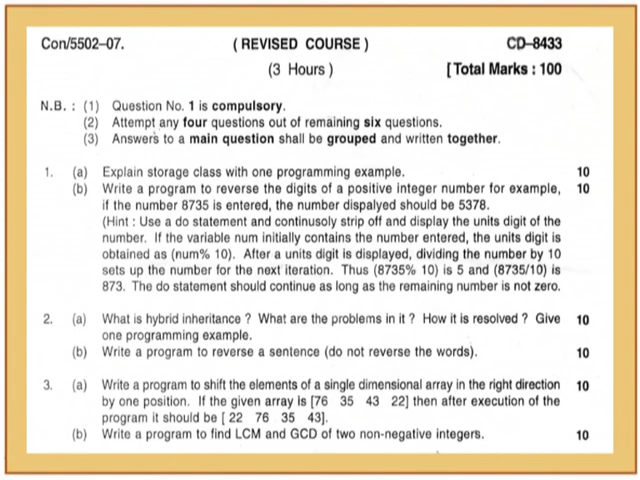 Con/5502-07. ( REVISED COURSE ) CD-8433
(3 Hours ) [ Total Marks : 100
N.B. : (1) Question No. 1 is compulsory.
(2) Attempt any four questions out of remaining six questions.
(3) Answers to a main question shall be grouped and written together.
1. (a) Explain storage class with one programming example. 10
(b) Write a program to reverse the digits of a positive integer number for example, 10
if the number 8735 is entered, the number dispalyed should be 5378.
(Hint : Use a do statement and continusoly strip off and display the units digit of the
number. If the variable num initially contains the number entered, the units digit is
obtained as (num% 10). After a units digit is displayed, dividing the number by 10
sets up the number for the next iteration. Thus (8735% 10) is 5 and (8735/10) is
873. The do statement should continue as long as the remaining number is not zero.
2. (a) What is hybrid inheritance ? What are the problems in it ? How it is resolved ? Give 10
one programming example.
(b) Write a program to reverse a sentence (do not reverse the words). 10
3. (a) Write a program to shift the elements of a single dimensional array in the right direction 10
by one position. If the given array is [76 35 43 22] then after execution of the
program it should be [ 22 76 35 43].
(b) Write a program to find LCM and GCD of two non-negative integers. 10